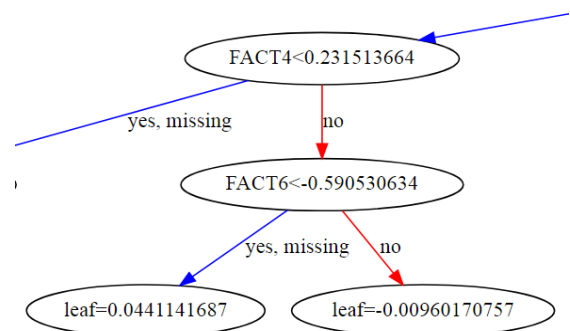 FACT4<0.231513664
yes, missing
no
FACT6<-0.590530634
yes, missing
no
leaf=0.0441141687
leaf=-0.00960170757